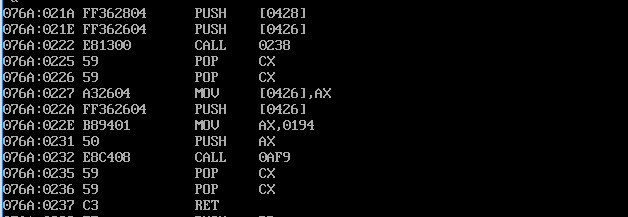 076A:021A FF362804 PUSH [0428]
076A:021E FF362604 PUSH [0426]
076A:0222 E81300 CALL 0238
076A:0225 59 POP CX
076A:0226 59 POP CX
076A:0227 A32604 MOV [0426],AX
076A:022A FF362604 PUSH [0426]
076A:022E B89401 MOV AX,0194
076A:0231 50 PUSH AX
076A:0232 E8C408 CALL 0AF9
076A:0235 59 POP CX
076A:0236 59 POP CX
076A:0237 C3 RET